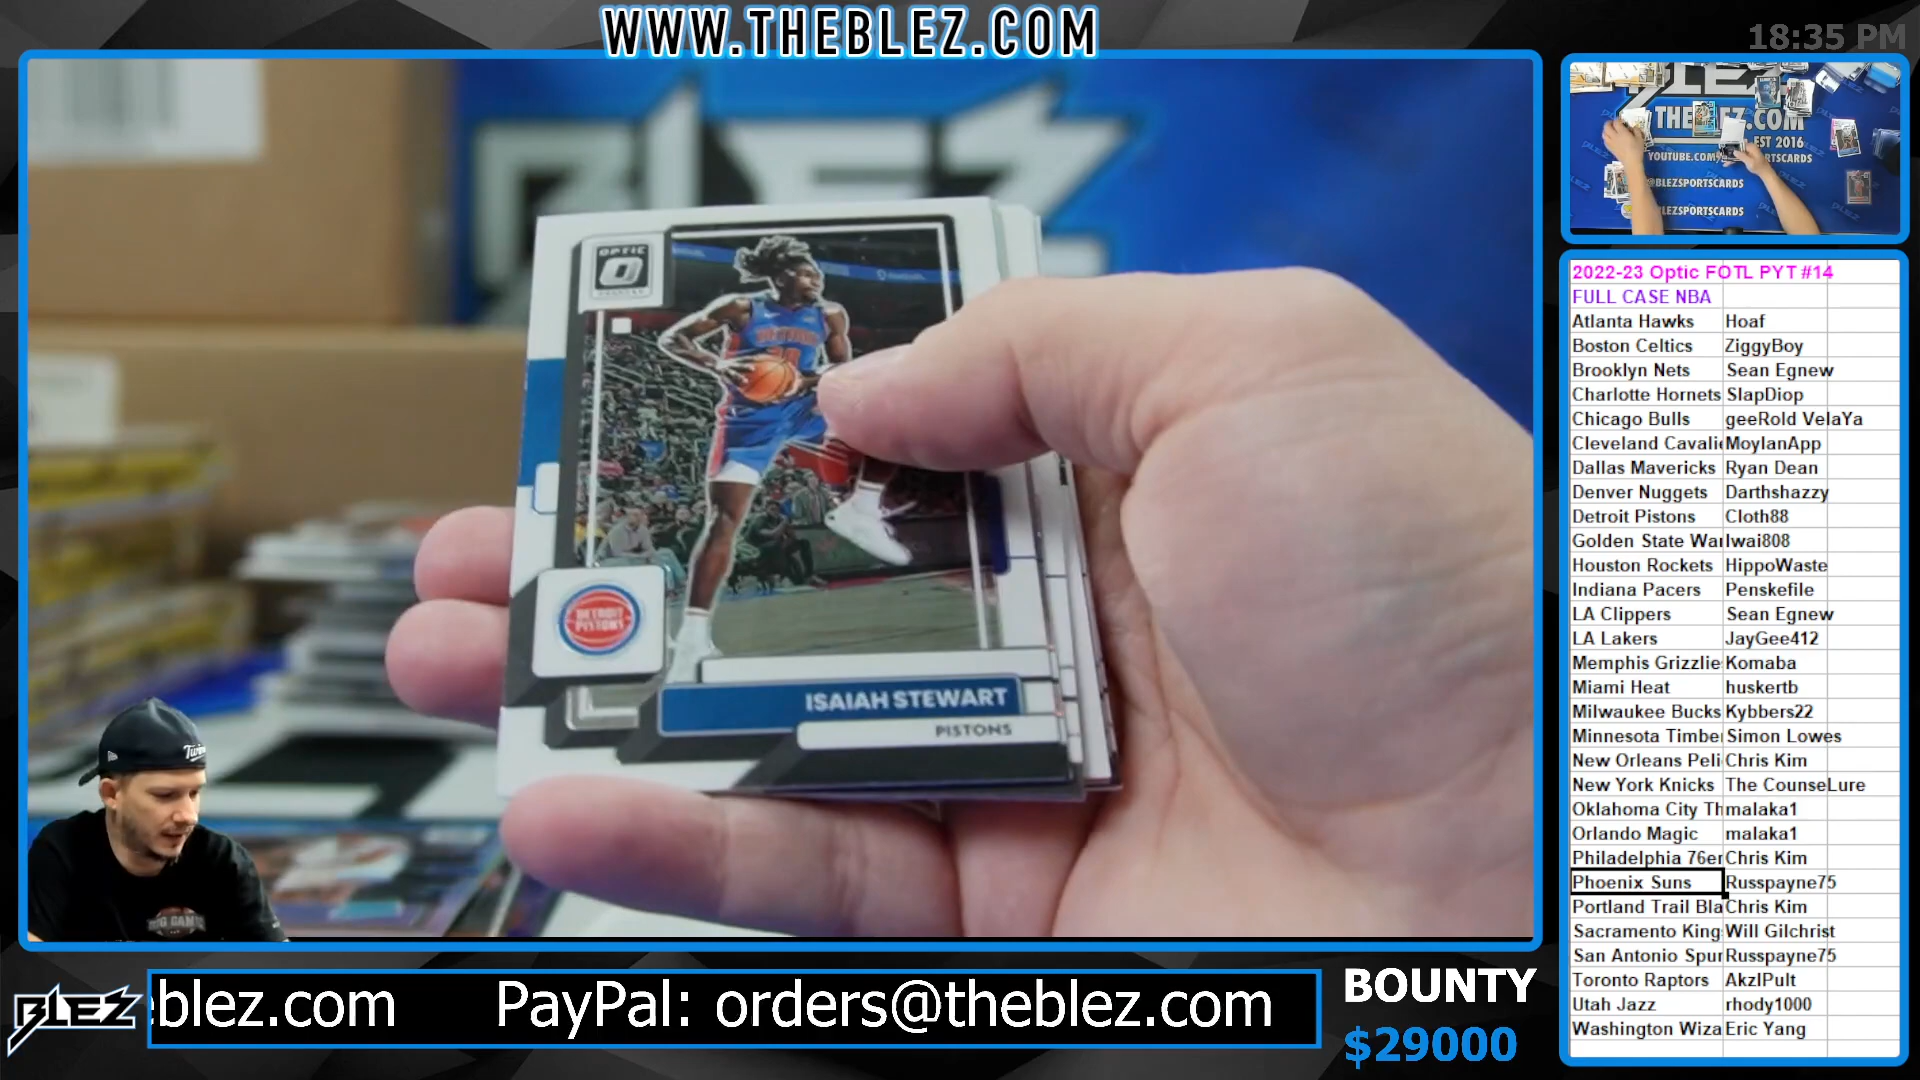 WWW.THEBLEZ.COM
18:35 PM
BLEZ
THE BLEZ.COM
EST 2016
@BLEZSPORTSCARDS
BLEZSPORTSCARDS
OPTIC
DETROIT
PISTONS
ISAIAH STEWART
PISTONS
2022-23 Optic FOTL PYT #14
FULL CASE NBA
Atlanta Hawks Hoaf
Boston Celtics ZiggyBoy
Brooklyn Nets Sean Egnew
Charlotte Hornets SlapDiop
Chicago Bulls geeRold VelaYa
Cleveland Cavalie MoylanApp
Dallas Mavericks Ryan Dean
Denver Nuggets Darthshazzy
Detroit Pistons Cloth88
Golden State War lwai808
Houston Rockets HippoWaste
Indiana Pacers Penskefile
LA Clippers Sean Egnew
LA Lakers JayGee412
Memphis Grizzlie Komaba
Miami Heat huskertb
Milwaukee Bucks Kybbers22
Minnesota Timbe Simon Lowes
New Orleans Peli Chris Kim
New York Knicks The CounseLure
Oklahoma City Th malaka1
Orlando Magic malaka1
Philadelphia 76er Chris Kim
Phoenix Suns Russpayne75
Portland Trail Bla Chris Kim
Sacramento King Will Gilchrist
San Antonio Spur Russpayne75
Toronto Raptors AkzlPult
Utah Jazz rhody1000
Washington Wiza Eric Yang
BLEZ
blez.com PayPal: orders@theblez.com
BOUNTY
$29000